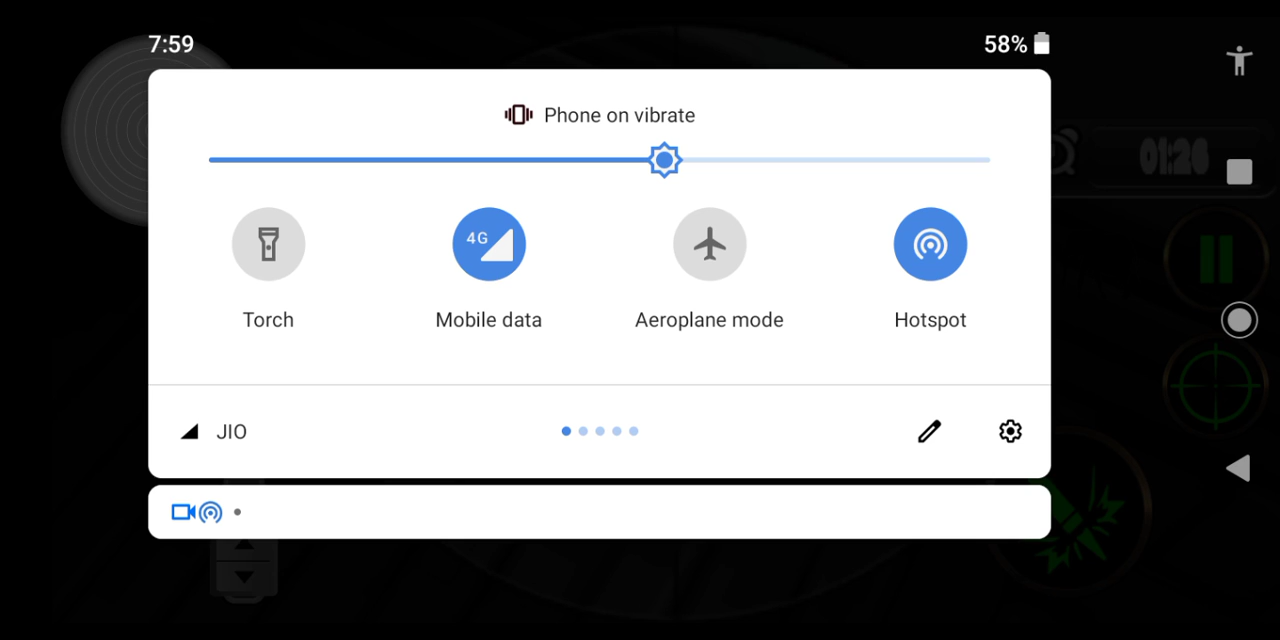 7:59 58%
Phone on vibrate
01:26
4G
Torch Mobile data Aeroplane mode Hotspot
JIO